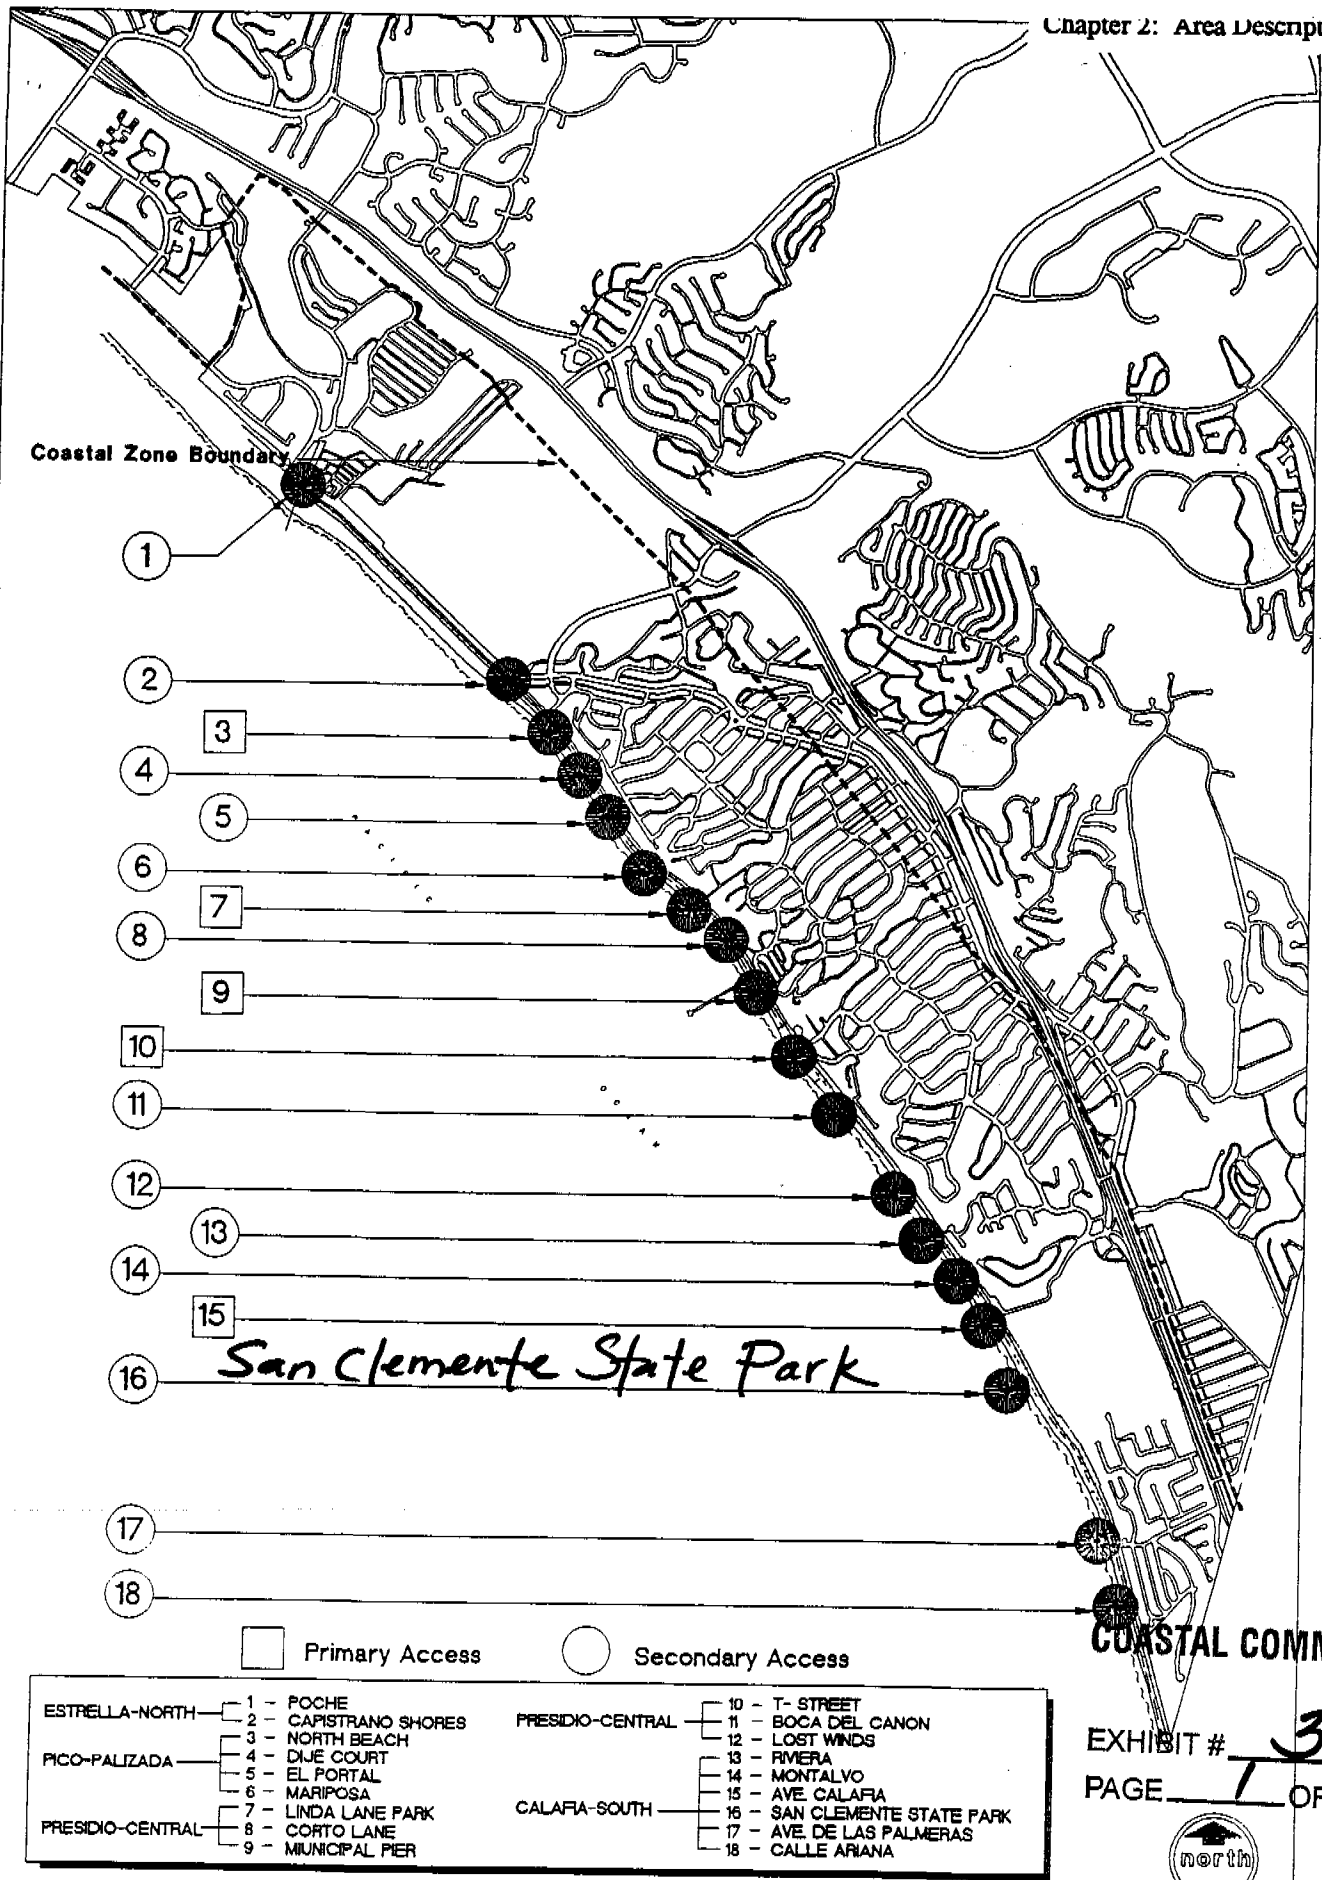 Chapter 2: Area Descript
Coastal Zone Boundary
1
2
3
4
5
6
7
8
9
10
11
12
13
14
15
San Clemente State Park
16
17
18
Primary Access
Secondary Access
COASTAL COMM
ESTRELLA-NORTH
1 - POCHE
2 - CAPISTRANO SHORES
PICO-PALIZADA
3 - NORTH BEACH
4 - DIJE COURT
5 - EL PORTAL
6 - MARIPOSA
PRESIDIO-CENTRAL
7 - LINDA LANE PARK
8 - CORTO LANE
9 - MIUNICIPAL PIER
PRESIDIO-CENTRAL
10 - T- STREET
11 - BOCA DEL CANON
12 - LOST WINDS
CALAFIA-SOUTH
13 - RIVIERA
14 - MONTALVO
15 - AVE. CALAFIA
16 - SAN CLEMENTE STATE PARK
17 - AVE. DE LAS PALMERAS
18 - CALLE ARIANA
EXHIBIT # 3
PAGE 1 OF
north